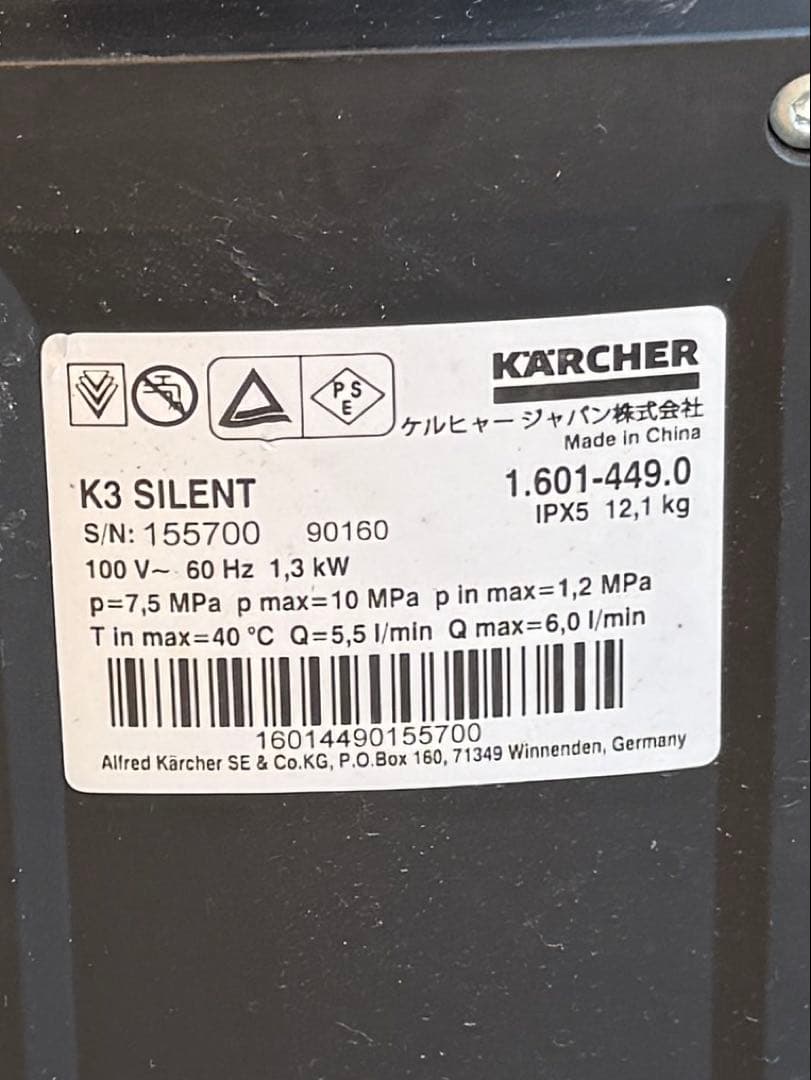 KÄRCHER
P S
E
ケルヒャー ジャパン株式会社
Made in China
K3 SILENT 1.601-449.0
S/N: 155700 90160 IPX5 12,1 kg
100 V~ 60 Hz 1,3 kW
p=7,5 MPa p max=10 MPa p in max=1,2 MPa
T in max=40 °C Q=5,5 l/min Q max=6,0 l/min
16014490155700
Alfred Kärcher SE & Co.KG, P.O.Box 160, 71349 Winnenden, Germany